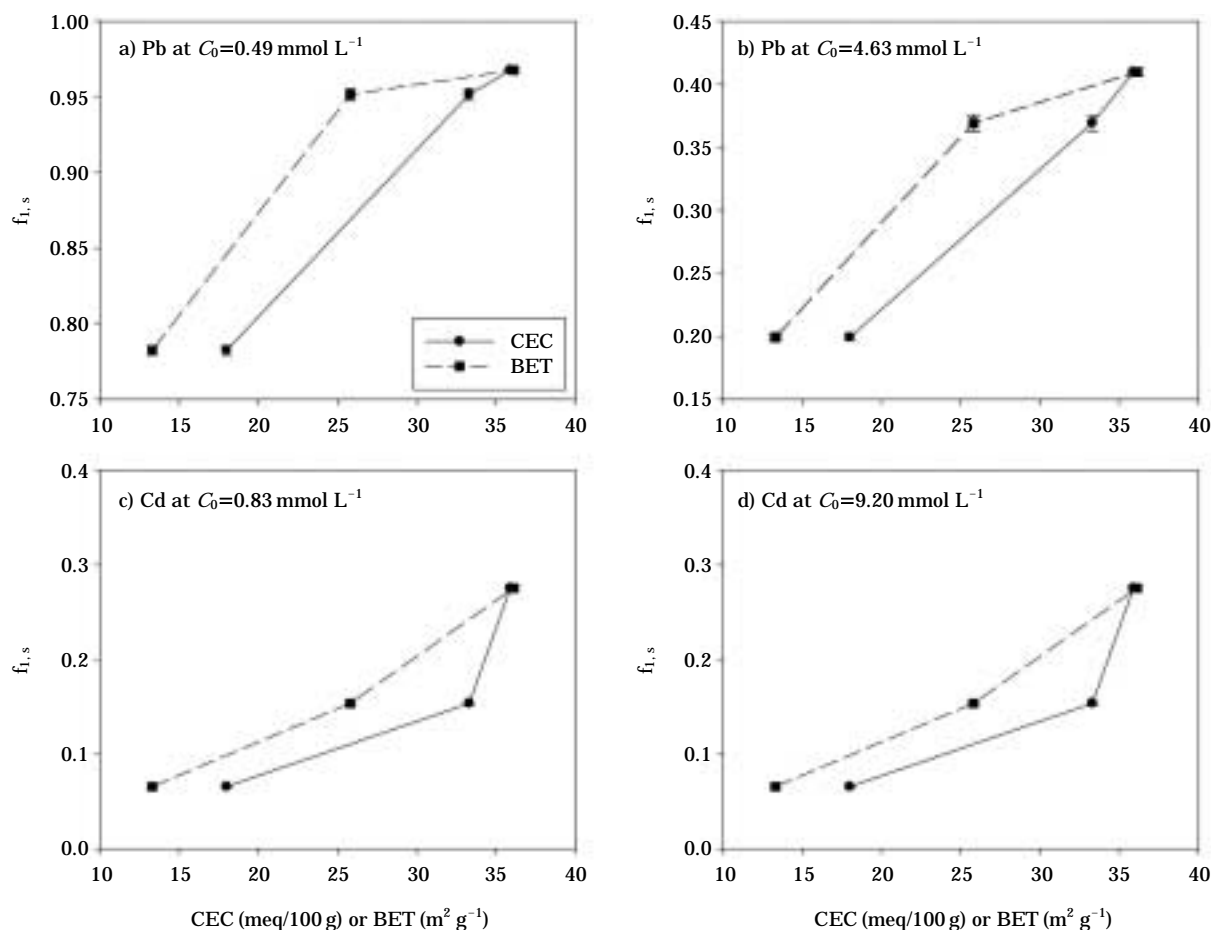 a) Pb at C₀=0.49 mmol L⁻¹
1.00
0.95
0.90
0.85
0.80
0.75
f₁, ₛ
CEC
BET
10 15 20 25 30 35 40
b) Pb at C₀=4.63 mmol L⁻¹
0.45
0.40
0.35
0.30
0.25
0.20
0.15
f₁, ₛ
10 15 20 25 30 35 40
c) Cd at C₀=0.83 mmol L⁻¹
0.4
0.3
0.2
0.1
0.0
f₁, ₛ
10 15 20 25 30 35 40
CEC (meq/100 g) or BET (m² g⁻¹)
d) Cd at C₀=9.20 mmol L⁻¹
0.4
0.3
0.2
0.1
0.0
f₁, ₛ
10 15 20 25 30 35 40
CEC (meq/100 g) or BET (m² g⁻¹)